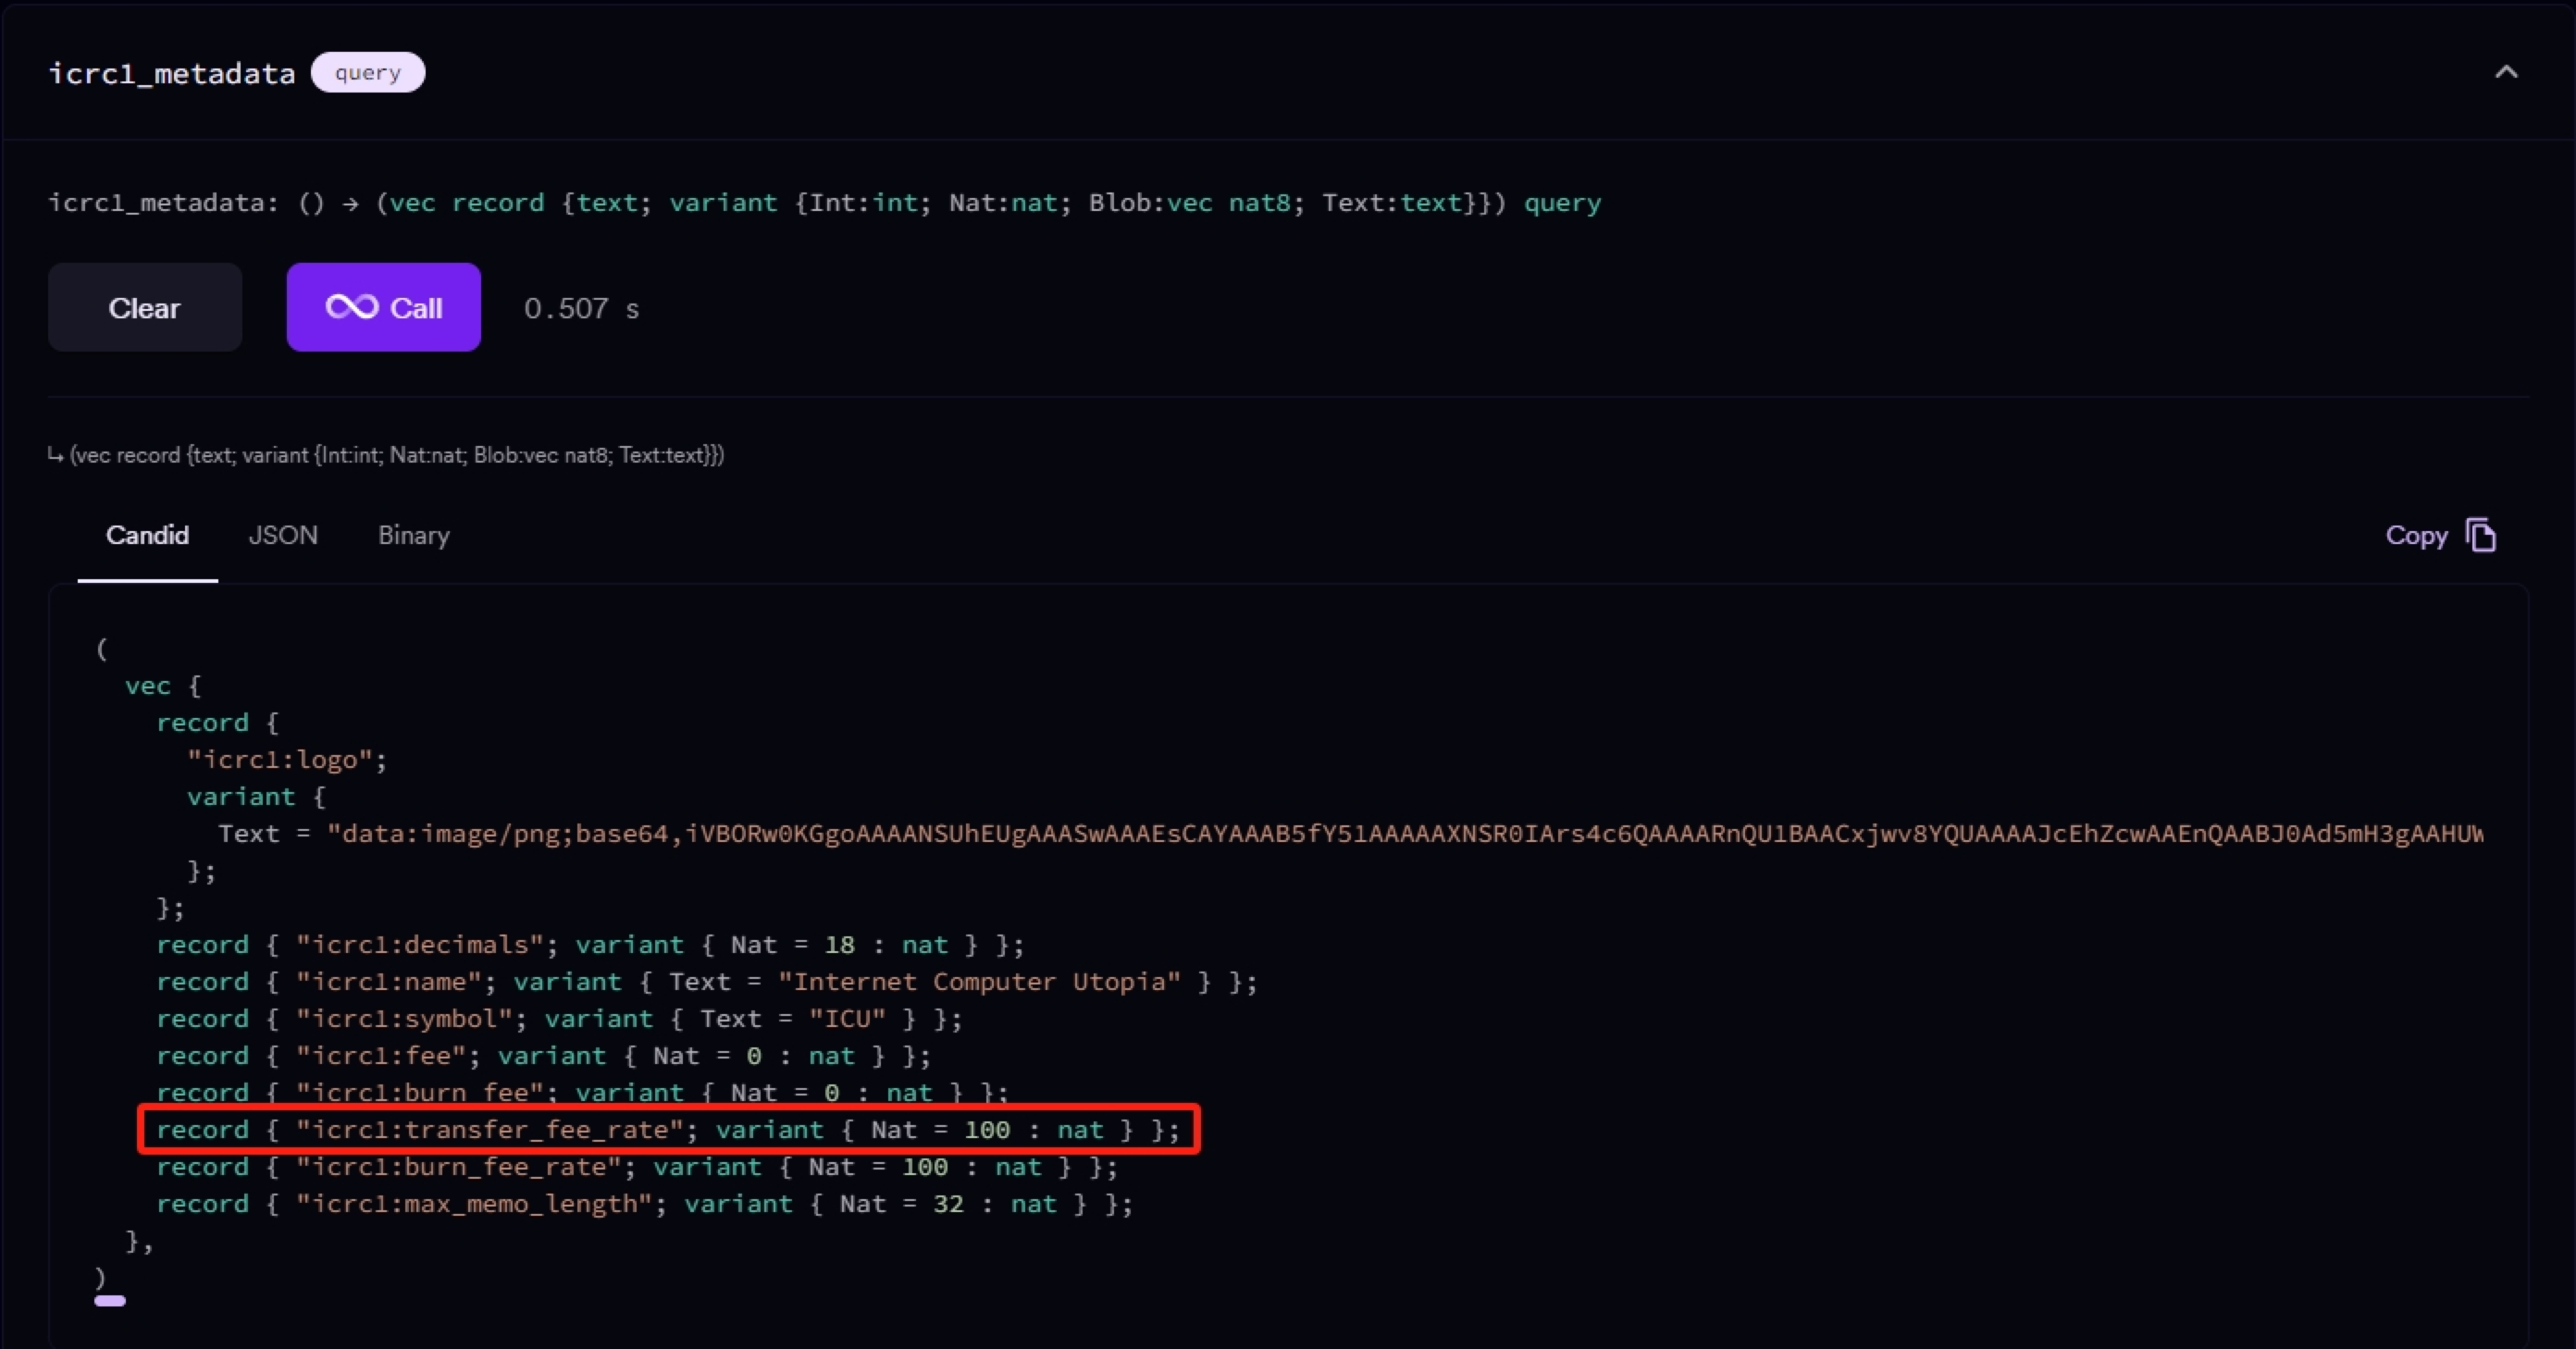 icrc1_metadata query
icrc1_metadata: () → (vec record {text; variant {Int:int; Nat:nat; Blob:vec nat8; Text:text}}) query
Clear Call 0.507 s
↳ (vec record {text; variant {Int:int; Nat:nat; Blob:vec nat8; Text:text}})
Candid JSON Binary Copy
(
vec {
record {
"icrc1:logo";
variant {
Text = "data:image/png;base64,iVBORw0KGgoAAAANSUhEUgAAASwAAAEsCAYAAAB5fY51AAAAAXNSR0IArs4c6QAAAARnQU1BAACxjwv8YQUAAAAJcEhZcwAAEnQAABJ0Ad5mH3gAAHUW
};
};
record { "icrc1:decimals"; variant { Nat = 18 : nat } };
record { "icrc1:name"; variant { Text = "Internet Computer Utopia" } };
record { "icrc1:symbol"; variant { Text = "ICU" } };
record { "icrc1:fee"; variant { Nat = 0 : nat } };
record { "icrc1:burn_fee"; variant { Nat = 0 : nat } };
record { "icrc1:transfer_fee_rate"; variant { Nat = 100 : nat } };
record { "icrc1:burn_fee_rate"; variant { Nat = 100 : nat } };
record { "icrc1:max_memo_length"; variant { Nat = 32 : nat } };
},
)